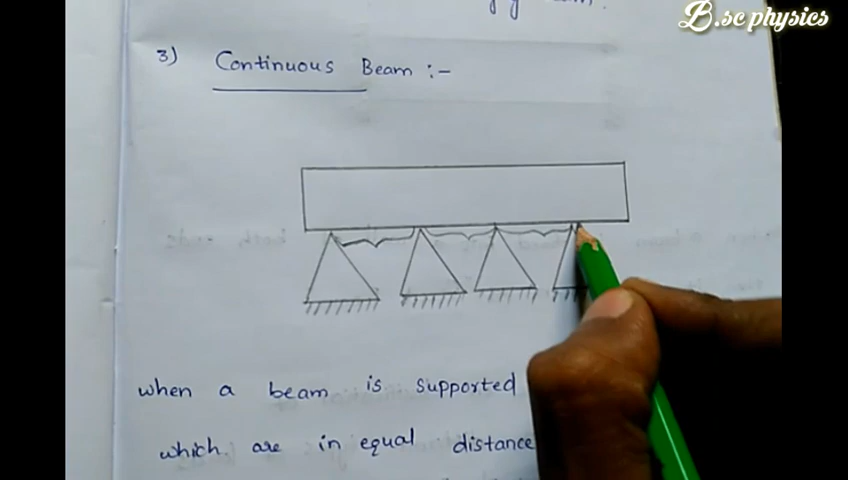 B.sc physics
3) Continuous Beam :-
when a beam is supported
which are in equal distance